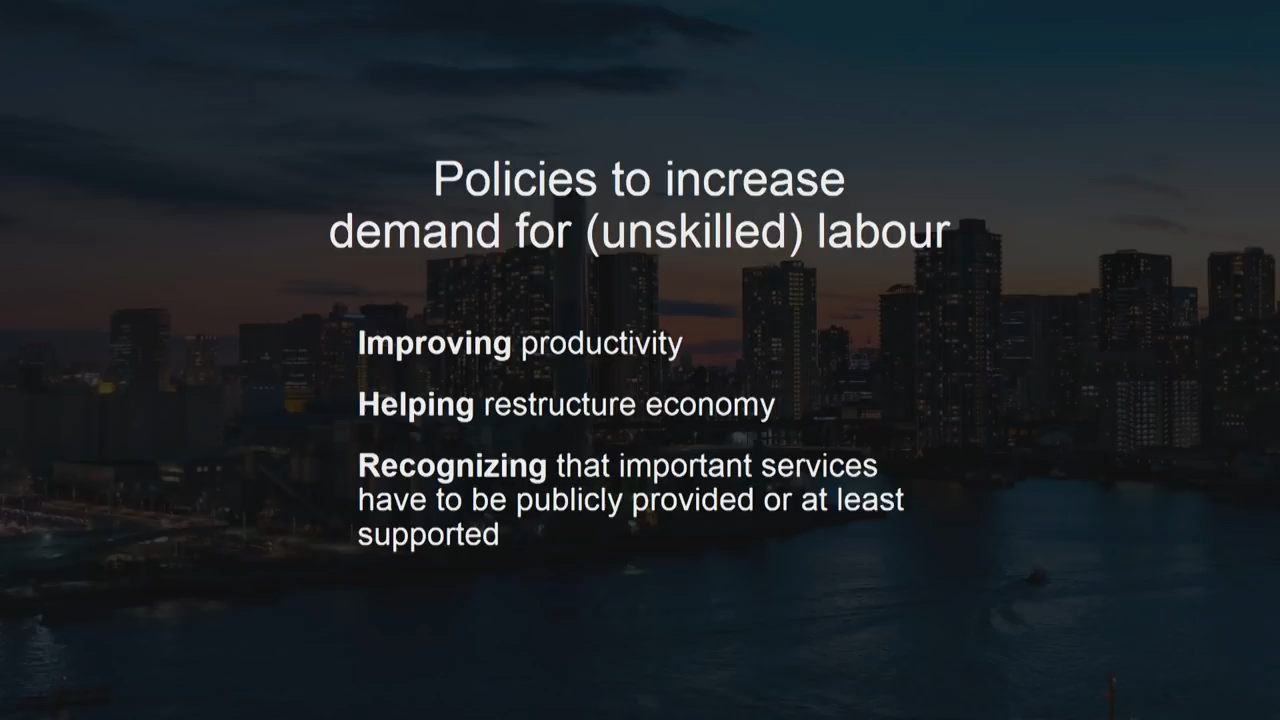 Policies to increase
demand for (unskilled) labour
Improving productivity
Helping restructure economy
Recognizing that important services
have to be publicly provided or at least
supported